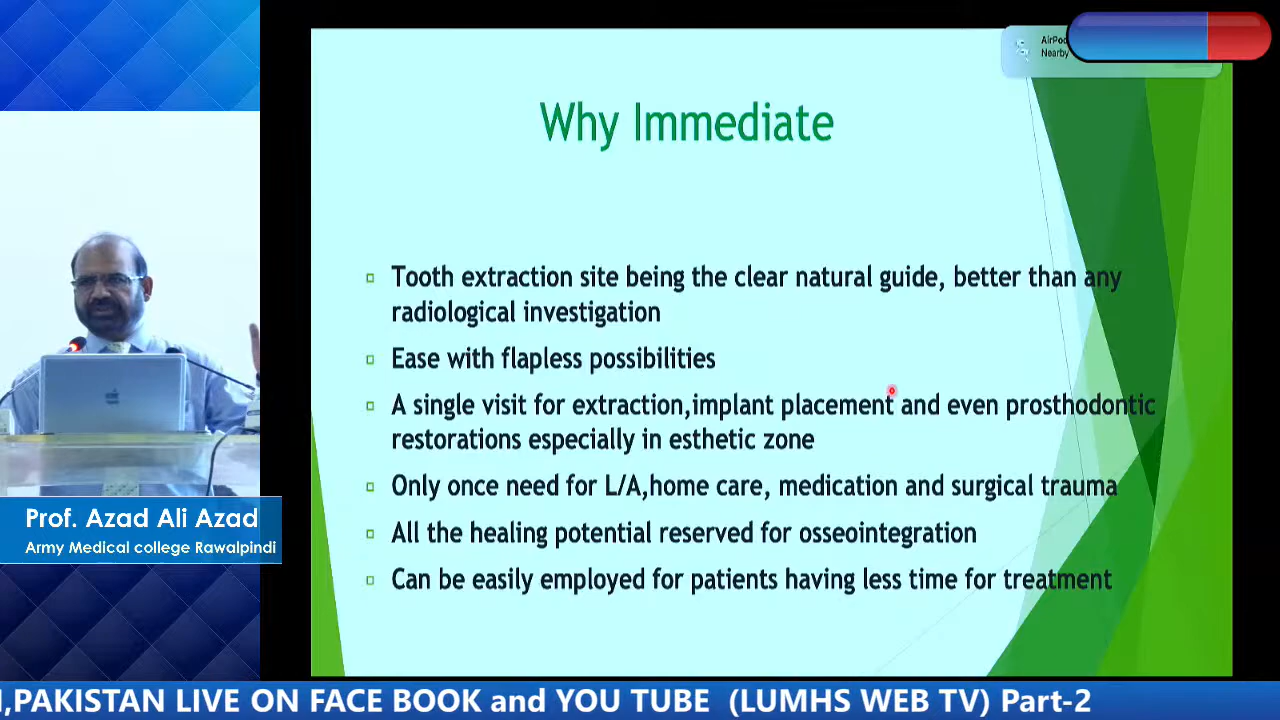 AirPod
Nearby
Why Immediate
Tooth extraction site being the clear natural guide, better than any
radiological investigation
Ease with flapless possibilities
A single visit for extraction,implant placement and even prosthodontic
restorations especially in esthetic zone
Only once need for L/A,home care, medication and surgical trauma
All the healing potential reserved for osseointegration
Can be easily employed for patients having less time for treatment
Prof. Azad Ali Azad
Army Medical college Rawalpindi
,PAKISTAN LIVE ON FACE BOOK and YOU TUBE (LUMHS WEB TV) Part-2